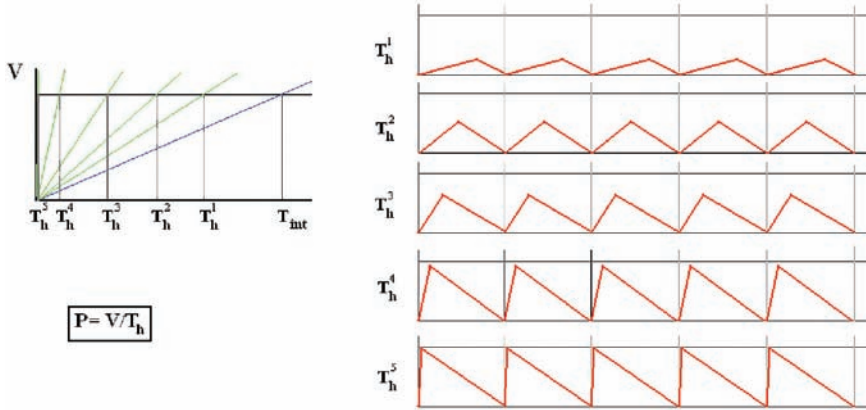 V
T_h^5 T_h^4 T_h^3 T_h^2 T_h^1 T_int
P= V/T_h
T_h^1
T_h^2
T_h^3
T_h^4
T_h^5